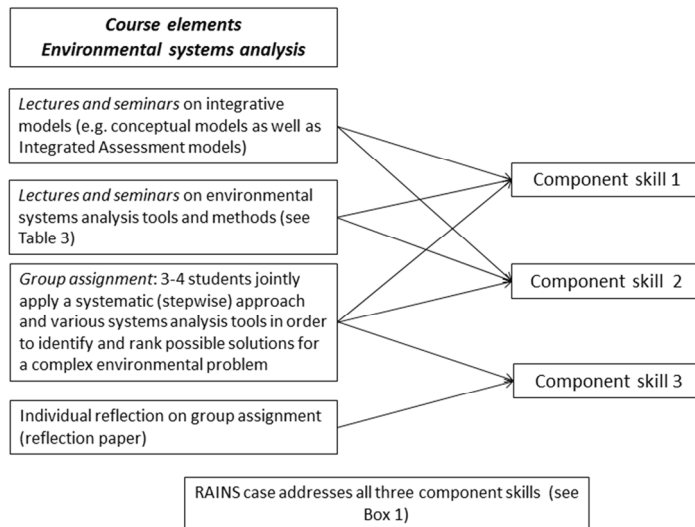 Course elements
Environmental systems analysis
Lectures and seminars on integrative
models (e.g. conceptual models as well as
Integrated Assessment models)
Lectures and seminars on environmental
systems analysis tools and methods (see
Table 3)
Group assignment: 3-4 students jointly
apply a systematic (stepwise) approach
and various systems analysis tools in order
to identify and rank possible solutions for
a complex environmental problem
Individual reflection on group assignment
(reflection paper)
Component skill 1
Component skill 2
Component skill 3
RAINS case addresses all three component skills (see
Box 1)